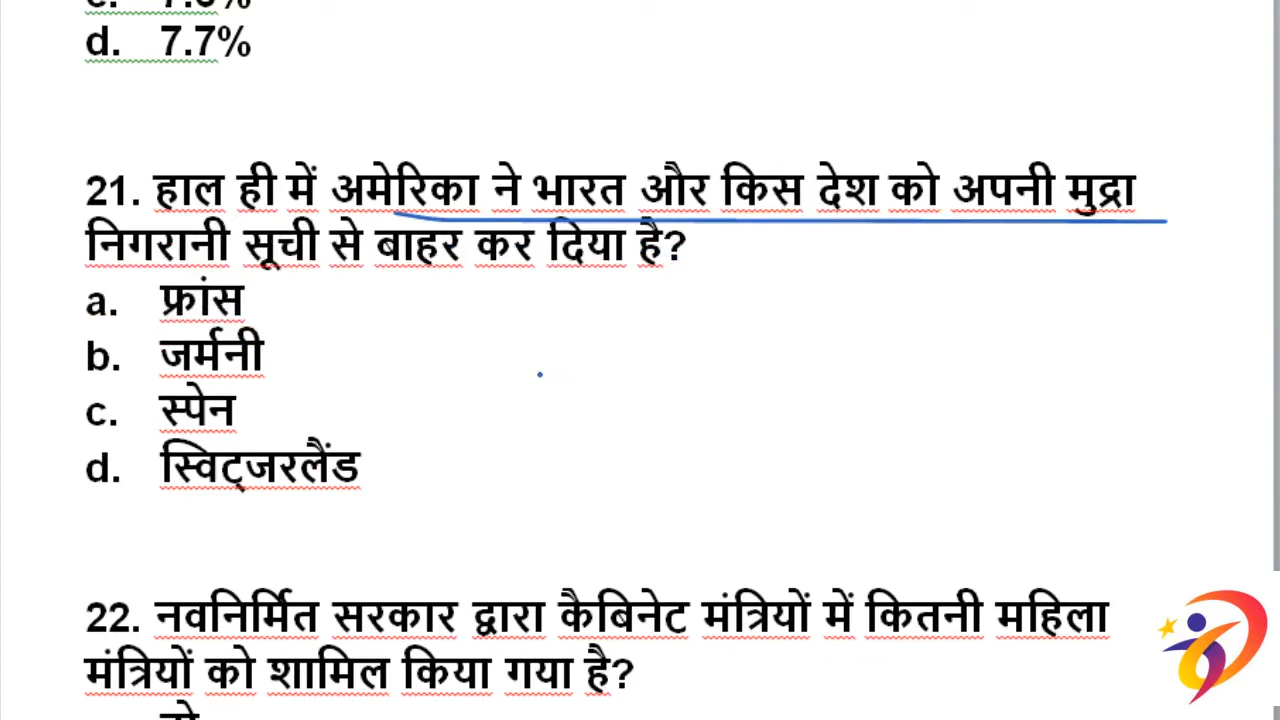 d. 7.7%
21. हाल ही में अमेरिका ने भारत और किस देश को अपनी मुद्रा
निगरानी सूची से बाहर कर दिया है?
a. फ्रांस
b. जर्मनी
c. स्पेन
d. स्विट्जरलैंड
22. नवनिर्मित सरकार द्वारा कैबिनेट मंत्रियों में कितनी महिला
मंत्रियों को शामिल किया गया है?